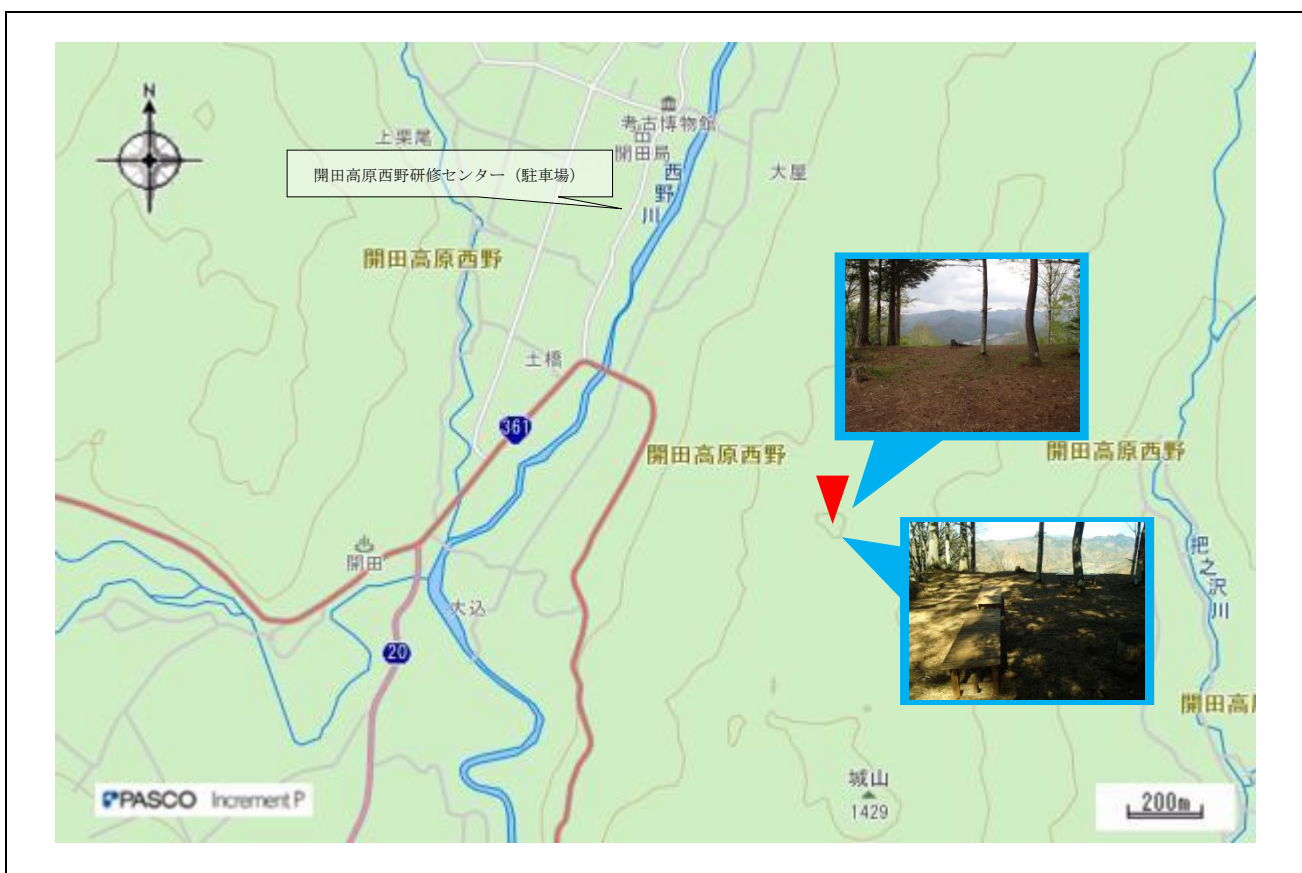 N
考古博物館
上栗尾
開田局
開田高原西野研修センター（駐車場）
大屋
西野川
開田高原西野
土橋
361
開田高原西野
開田高原西野
開田
把之沢川
大込
20
開田高原
城山
1429
PASCO Increment P
200m